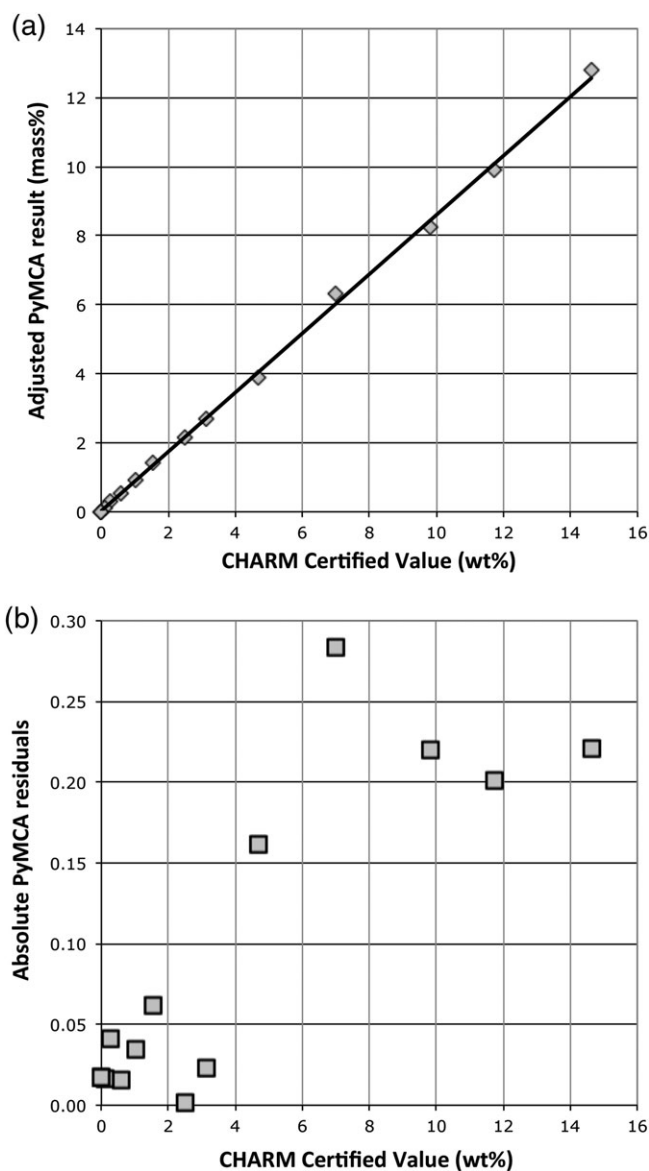 (a)
Adjusted PyMCA result (mass%)
14
12
10
8
6
4
2
0
0 2 4 6 8 10 12 14 16
CHARM Certified Value (wt%)
(b)
Absolute PyMCA residuals
0.30
0.25
0.20
0.15
0.10
0.05
0.00
0 2 4 6 8 10 12 14 16
CHARM Certified Value (wt%)